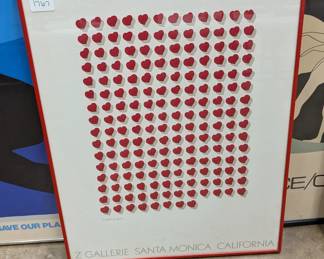 Z GALLERIE SANTA MONICA CALIFORNIA
AVE OUR PLA
CE/C